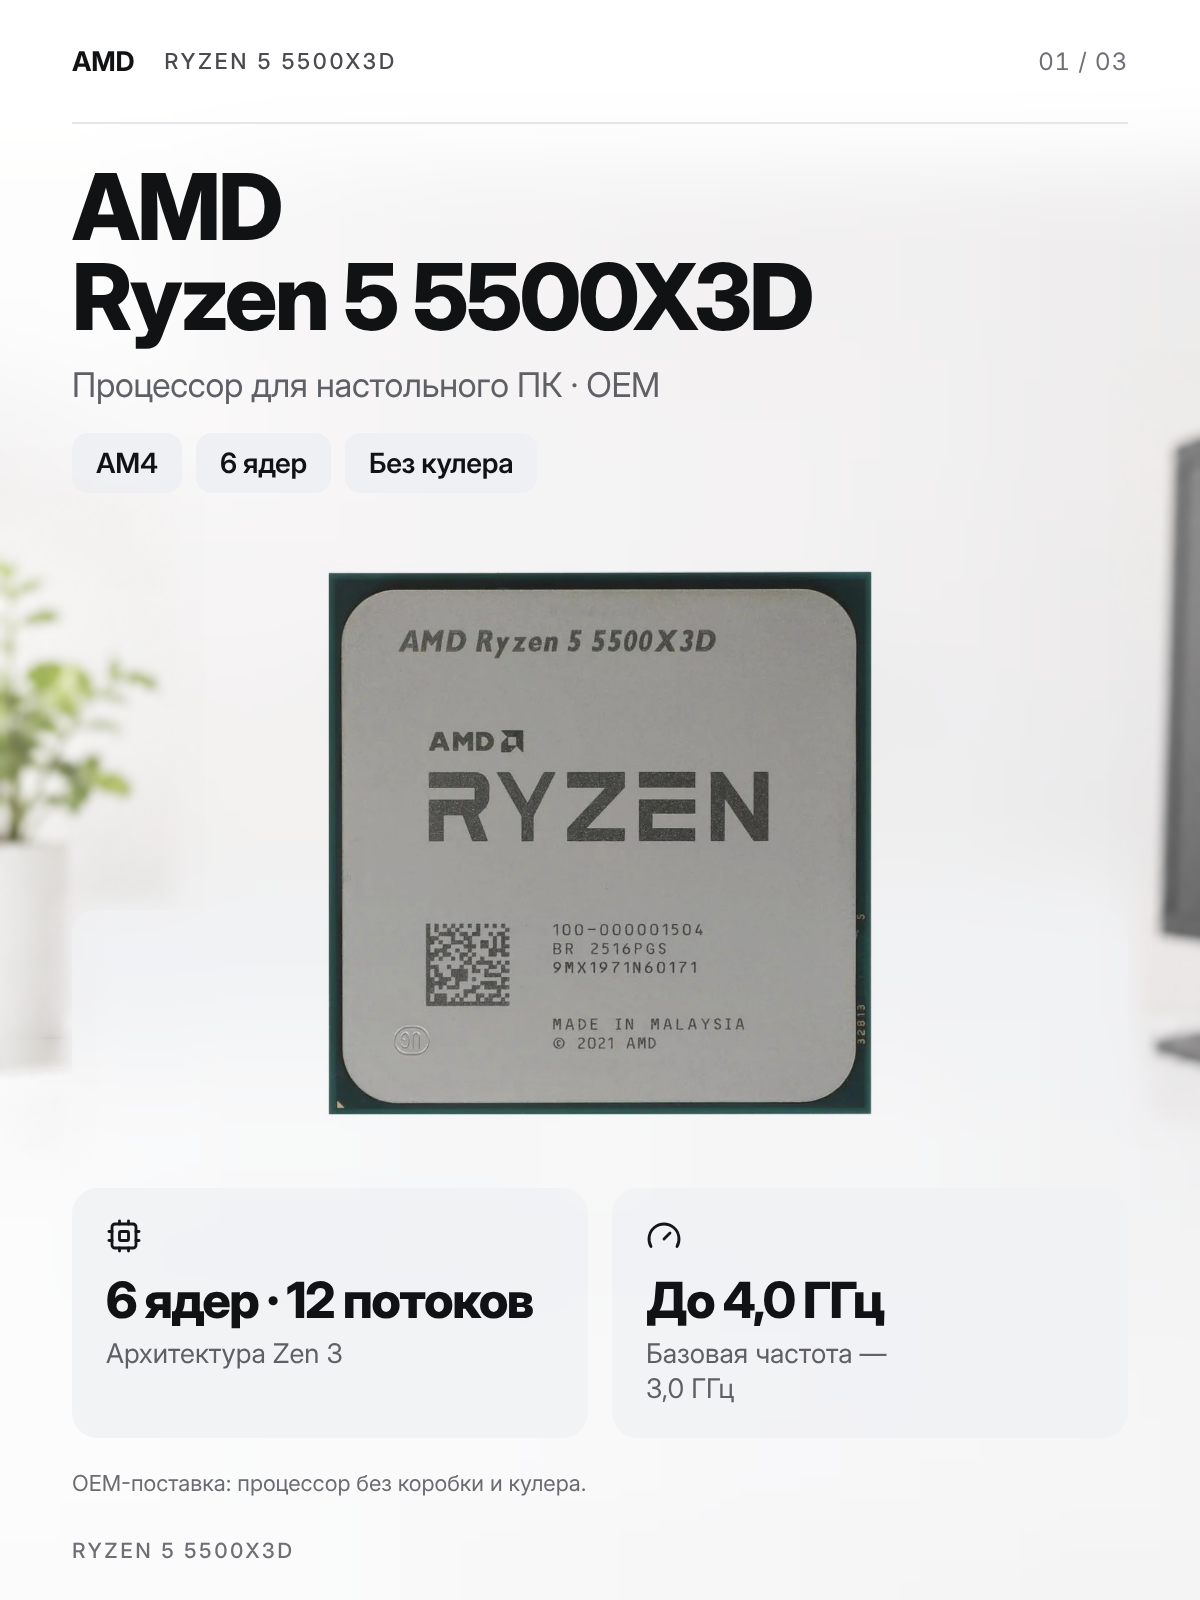 AMD RYZEN 5 5500X3D 01 / 03
AMD
Ryzen 5 5500X3D
Процессор для настольного ПК · OEM
AM4 6 ядер Без кулера
AMD Ryzen 5 5500X3D
AMD
RYZEN
100-000001504
BR 2516PGS
9MX1971N60171
MADE IN MALAYSIA
© 2021 AMD
32813
6 ядер · 12 потоков
Архитектура Zen 3
До 4,0 ГГц
Базовая частота —
3,0 ГГц
OEM-поставка: процессор без коробки и кулера.
RYZEN 5 5500X3D